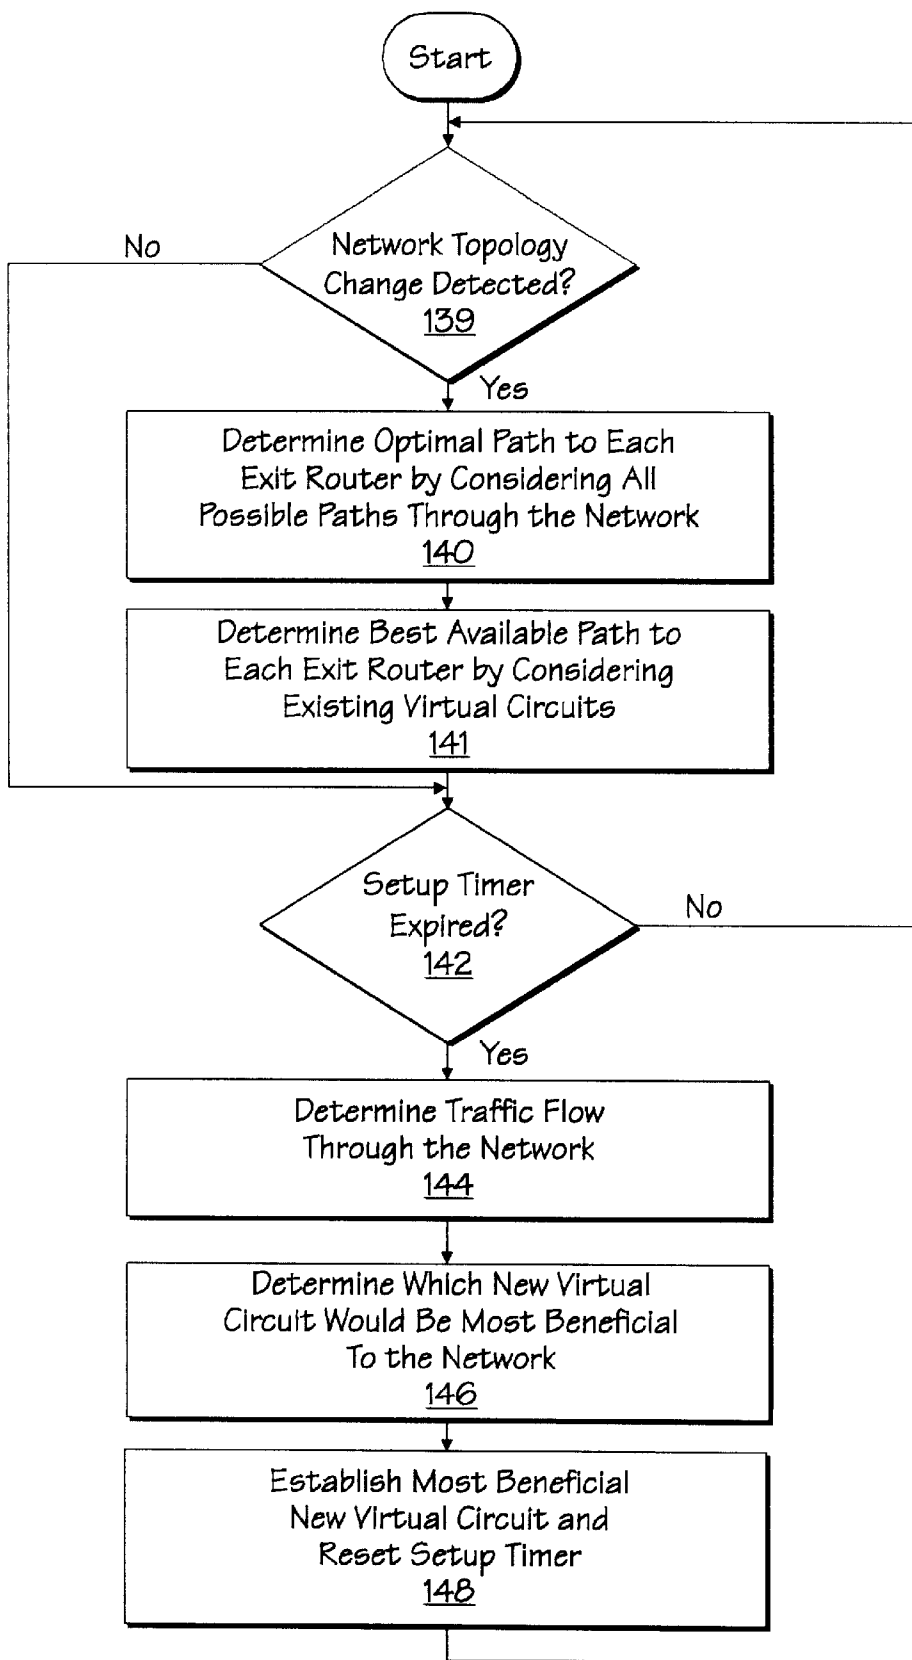 Start
Network Topology
Change Detected?
139
No
Yes
Determine Optimal Path to Each
Exit Router by Considering All
Possible Paths Through the Network
140
Determine Best Available Path to
Each Exit Router by Considering
Existing Virtual Circuits
141
Setup Timer
Expired?
142
No
Yes
Determine Traffic Flow
Through the Network
144
Determine Which New Virtual
Circuit Would Be Most Beneficial
To the Network
146
Establish Most Beneficial
New Virtual Circuit and
Reset Setup Timer
148